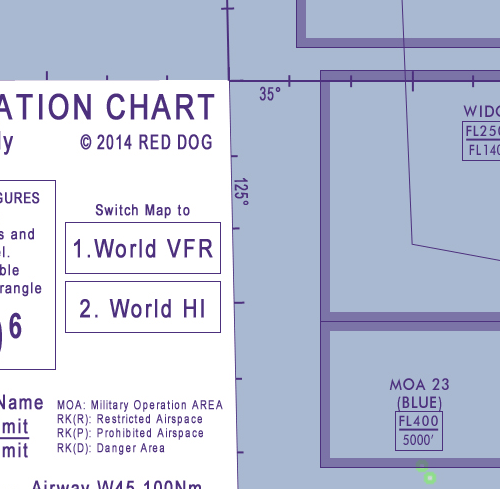 ATION CHART
ly
© 2014 RED DOG
35°
125°
GURES
s and
el.
ble
rangle
6
Switch Map to
1.World VFR
2. World HI
Name
mit
mit
MOA: Military Operation AREA
RK(R): Restricted Airspace
RK(P): Prohibited Airspace
RK(D): Danger Area
Airway W45 100Nm
WIDG
FL250
FL140
MOA 23
(BLUE)
FL400
5000'